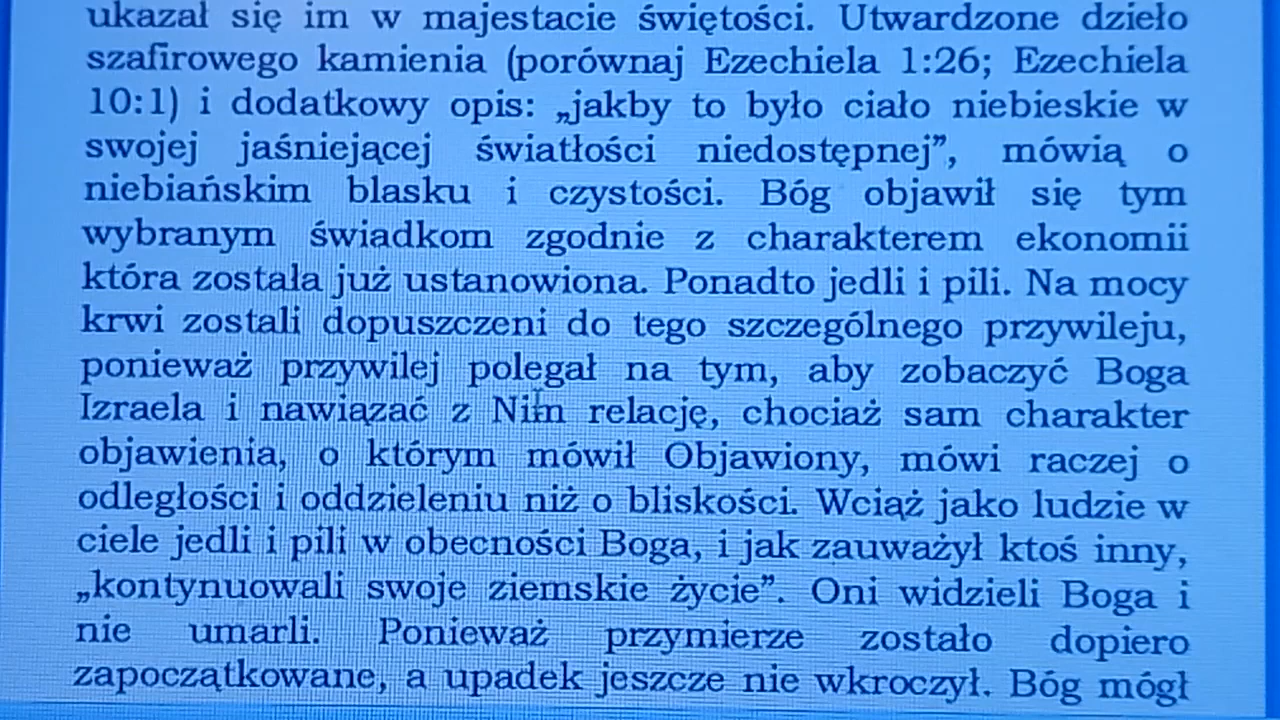 ukazał się im w majestacie świętości. Utwardzone dzieło
szafirowego kamienia (porównaj Ezechiela 1:26; Ezechiela
10:1) i dodatkowy opis: „jakby to było ciało niebieskie w
swojej jaśniejącej światłości niedostępnej”, mówią o
niebiańskim blasku i czystości. Bóg objawił się tym
wybranym świadkom zgodnie z charakterem ekonomii
która została już ustanowiona. Ponadto jedli i pili. Na mocy
krwi zostali dopuszczeni do tego szczególnego przywileju,
ponieważ przywilej polegał na tym, aby zobaczyć Boga
Izraela i nawiązać z Nim relację, chociaż sam charakter
objawienia, o którym mówił Objawiony, mówi raczej o
odległości i oddzieleniu niż o bliskości. Wciąż jako ludzie w
ciele jedli i pili w obecności Boga, i jak zauważył ktoś inny,
„kontynuowali swoje ziemskie życie”. Oni widzieli Boga i
nie umarli. Ponieważ przymierze zostało dopiero
zapoczątkowane, a upadek jeszcze nie wkroczył. Bóg mógł